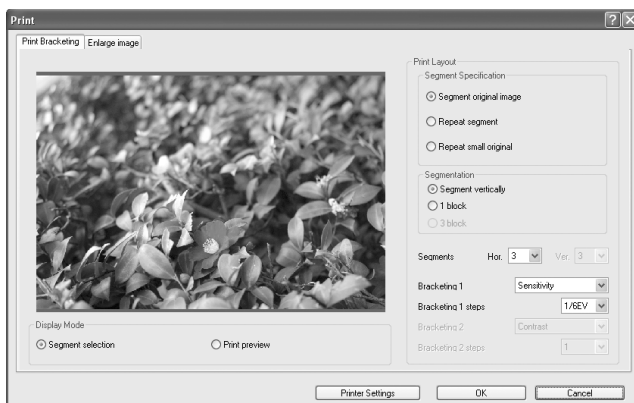 Print
Print Bracketing
Enlarge image
Print Layout
Segment Specification
Segment original image
Repeat segment
Repeat small original
Segmentation
Segment vertically
1 block
3 block
Segments Hor. 3 Ver. 3
Bracketing 1 Sensitivity
Bracketing 1 steps 1/6EV
Bracketing 2 Contrast
Bracketing 2 steps 1
Display Mode
Segment selection
Print preview
Printer Settings
OK
Cancel